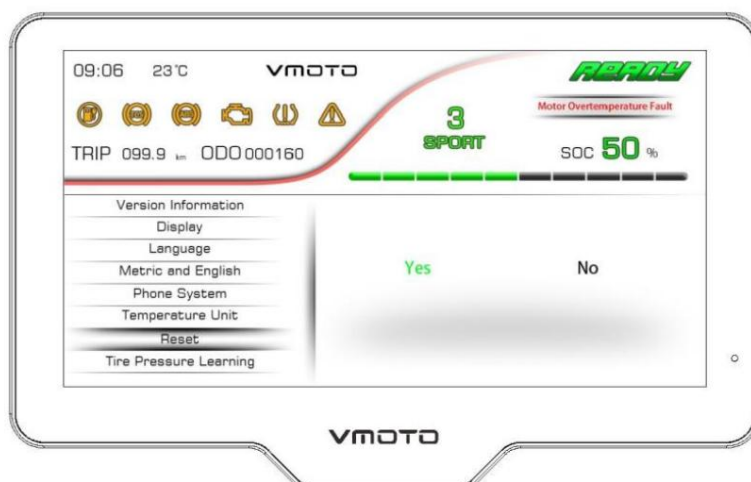 09:06 23°C VMOTO READY
Motor Overtemperature Fault
3
SPORT
TRIP 099.9 km ODO 000160
SOC 50 %
Version Information
Display
Language
Metric and English
Phone System
Temperature Unit
Reset
Tire Pressure Learning
Yes No
VMOTO